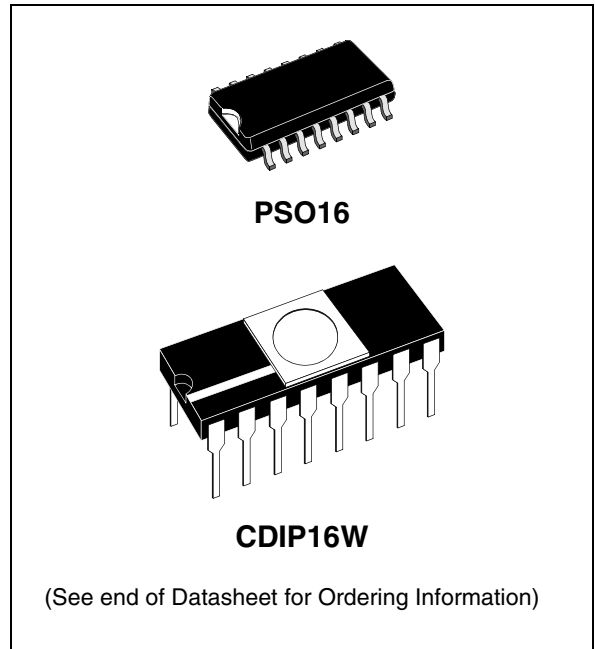 PSO16
CDIP16W
(See end of Datasheet for Ordering Information)